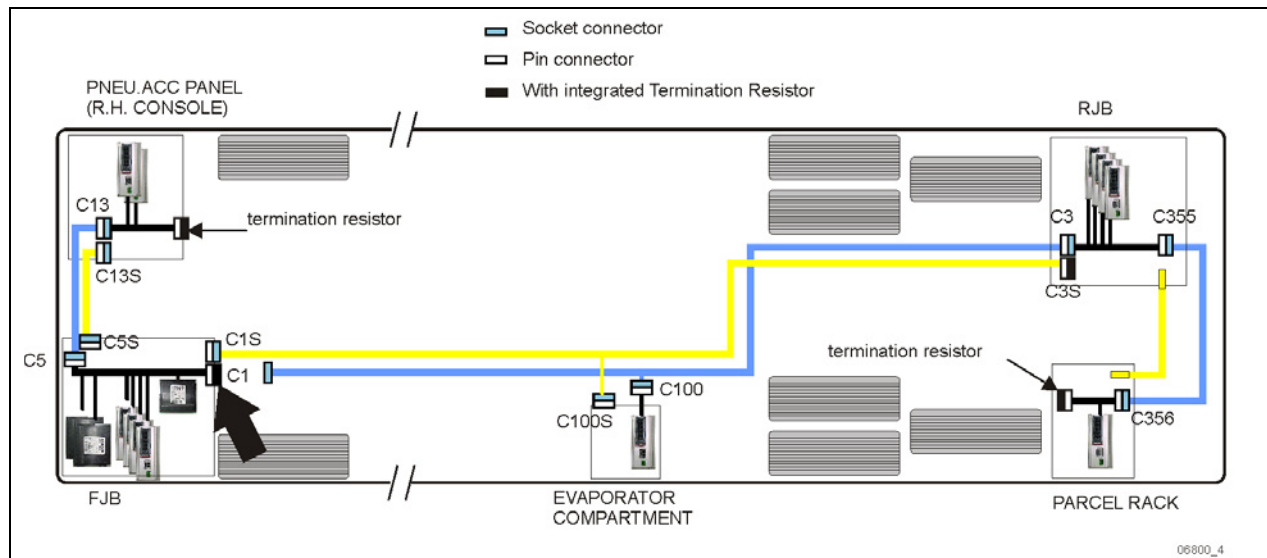 Socket connector
Pin connector
With integrated Termination Resistor
PNEU.ACC PANEL
(R.H. CONSOLE)
RJB
C13
termination resistor
C3
C355
C13S
C3S
C5
C5S
C1S
C1
termination resistor
C100
C100S
C356
FJB
EVAPORATOR
COMPARTMENT
PARCEL RACK
06800_4